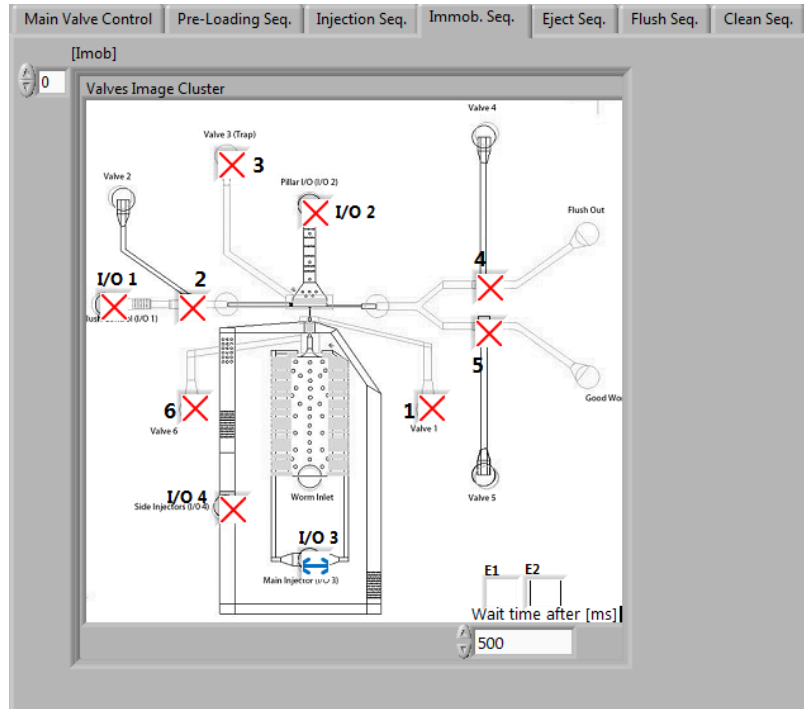 Main Valve Control Pre-Loading Seq. Injection Seq. Immob. Seq. Eject Seq. Flush Seq. Clean Seq.
[Imob]
0
Valves Image Cluster
Valve 4
Valve 3 (Trap)
3
Valve 2
Pillar I/O (I/O 2)
I/O 2
Flush Out
4
I/O 1
2
(I/O 1)
5
6
Valve 6
1
Valve 1
Good
I/O 4
Side Injectors (I/O 4)
Worm Inlet
Valve 5
I/O 3
Main Injector (I/O 3)
E1 E2
Wait time after [ms]
500